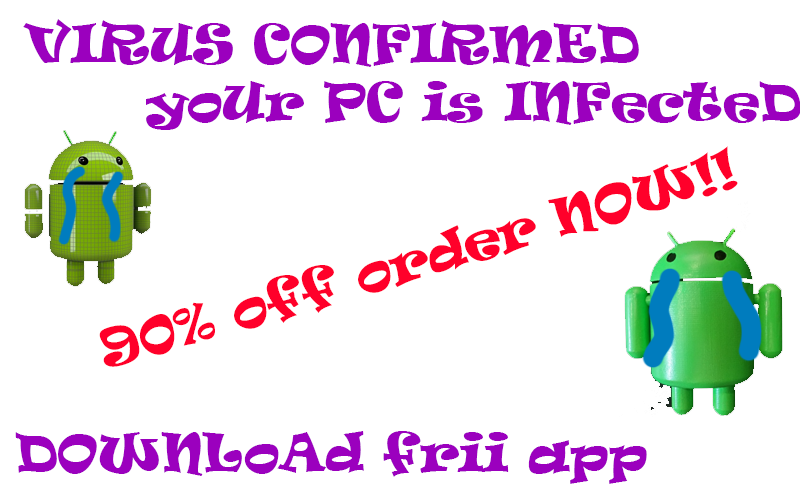 VIRUS CONFIRMED
yoUr PC is INFecteD
90% off order NOW!!
DOWNLoAd frii app